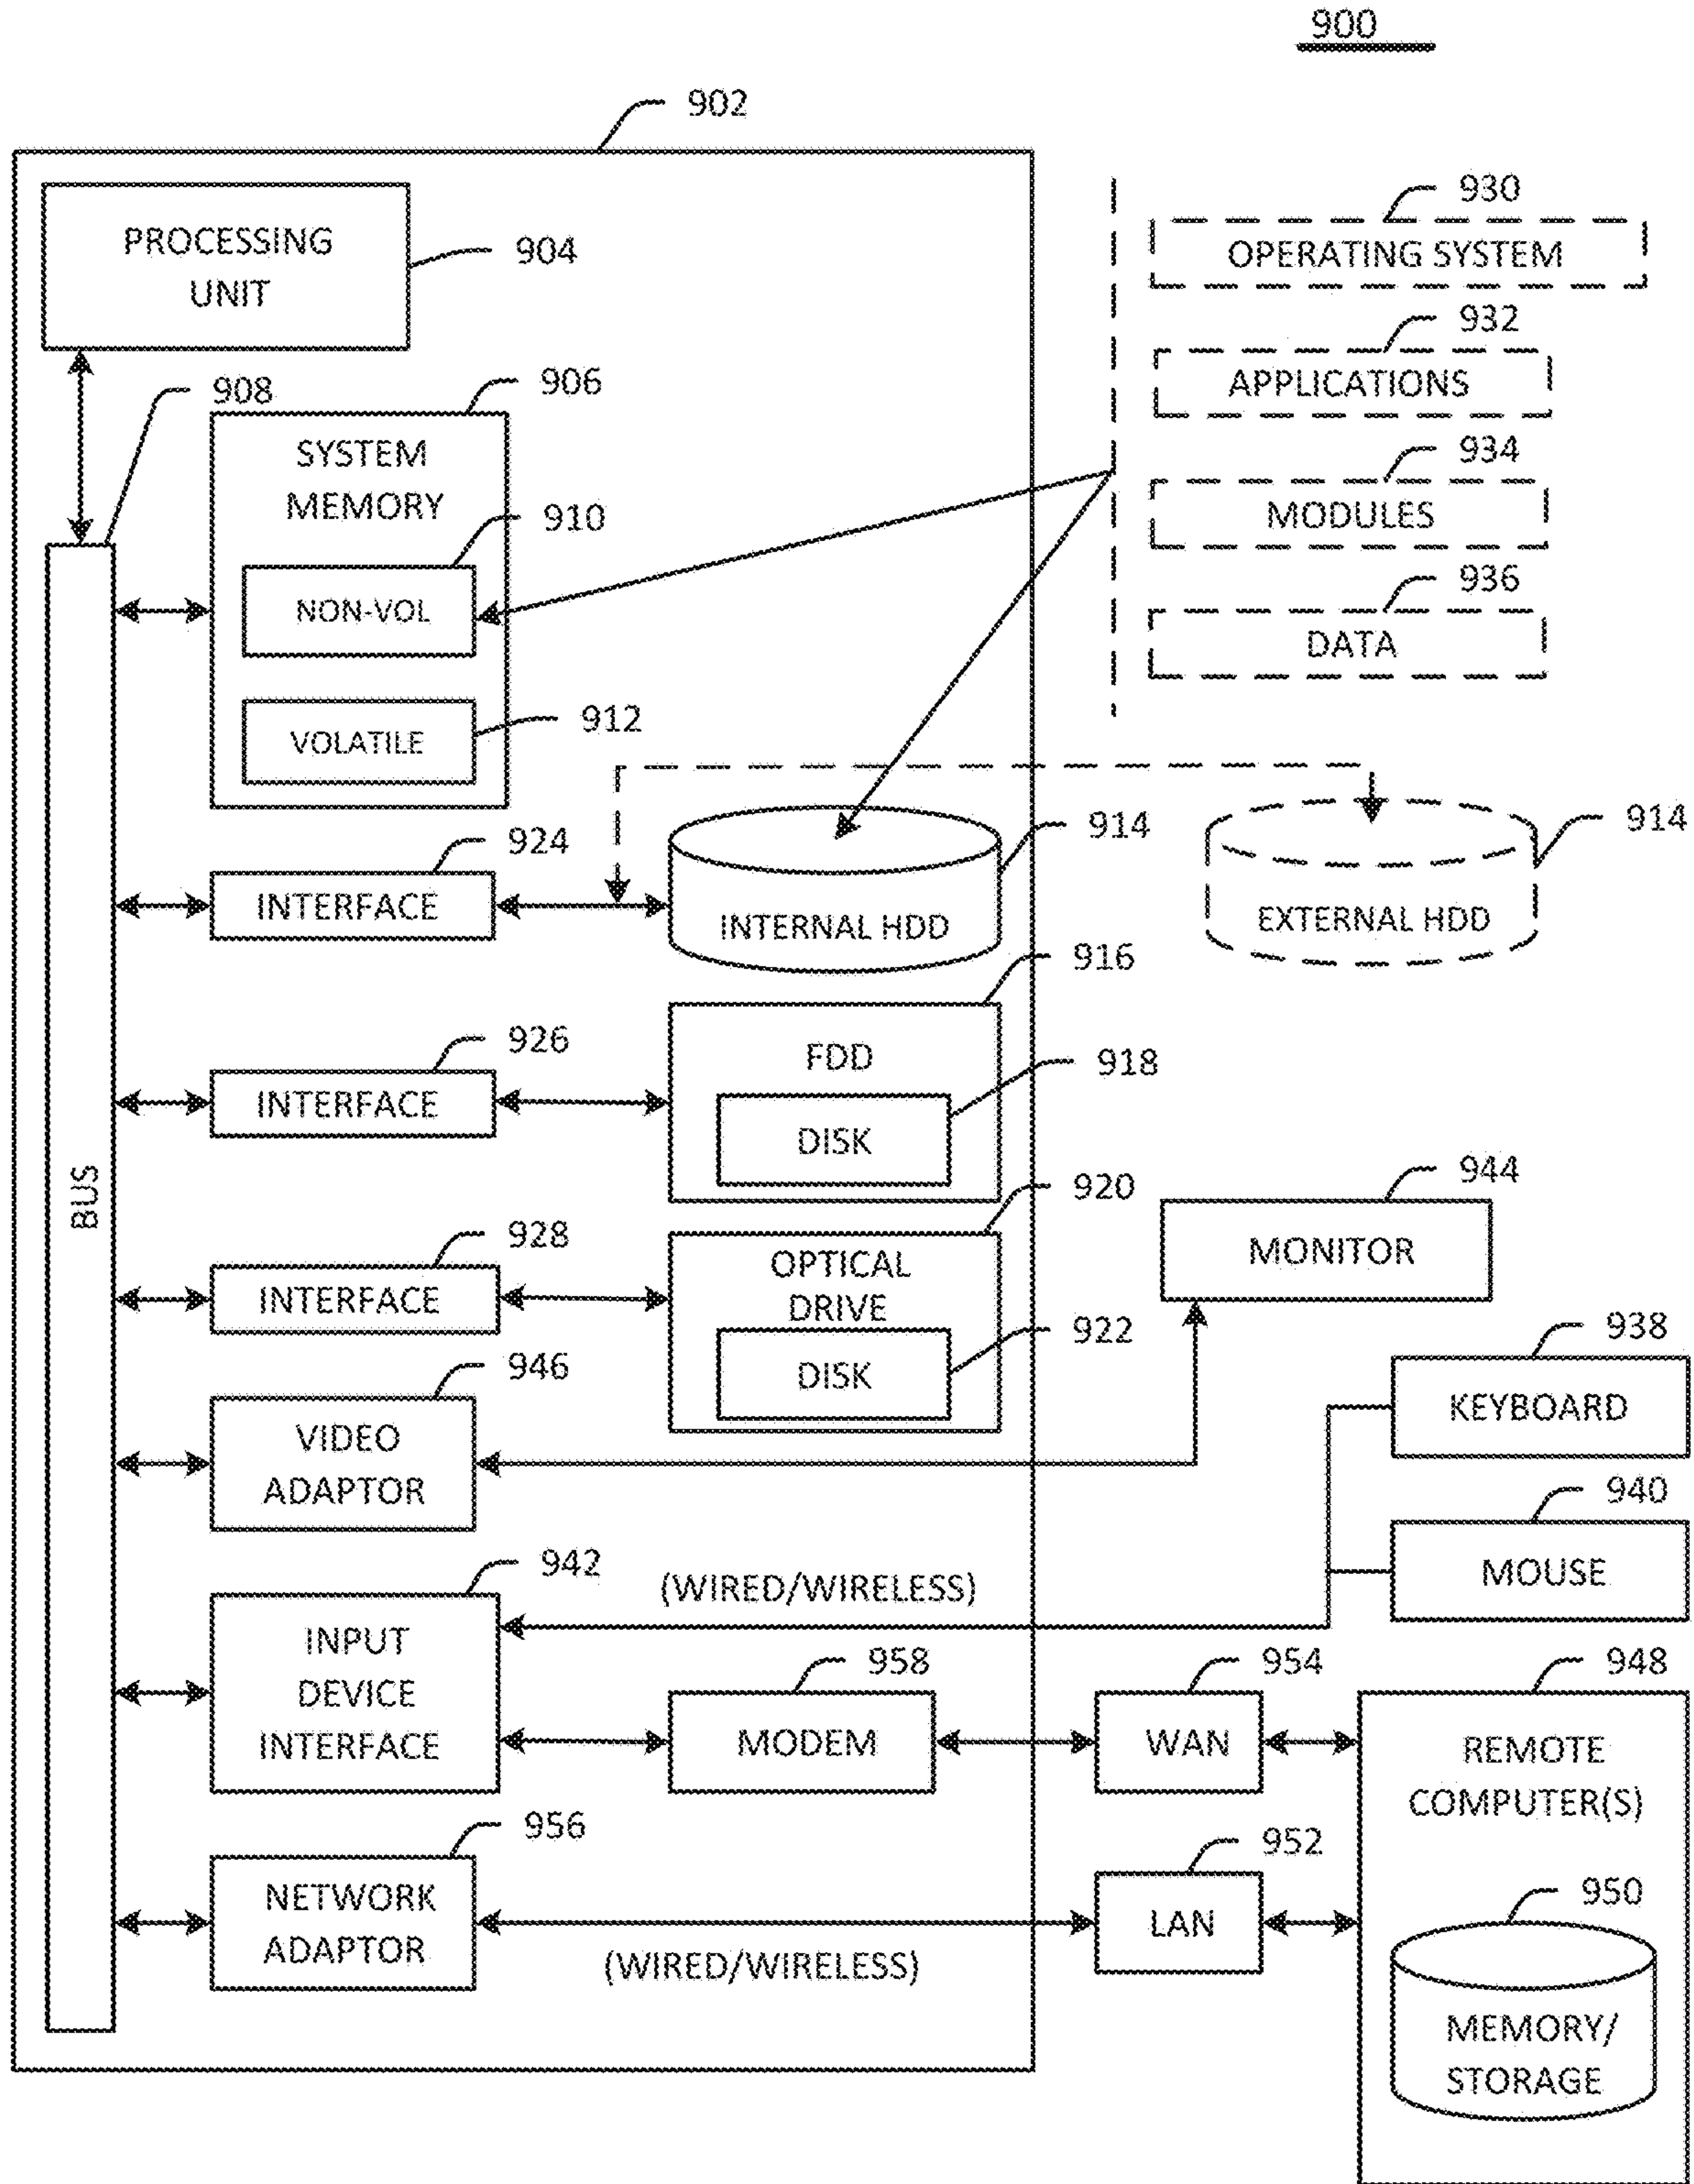 900
902
PROCESSING
UNIT
904
930
OPERATING SYSTEM
932
APPLICATIONS
908
906
SYSTEM
MEMORY
934
MODULES
910
NON-VOL
936
DATA
912
VOLATILE
924
INTERFACE
914
INTERNAL HDD
914
EXTERNAL HDD
916
FDD
926
INTERFACE
918
DISK
BUS
920
OPTICAL
DRIVE
944
MONITOR
928
INTERFACE
922
DISK
938
KEYBOARD
946
VIDEO
ADAPTOR
940
MOUSE
942
INPUT
DEVICE
INTERFACE
(WIRED/WIRELESS)
958
MODEM
954
WAN
948
REMOTE
COMPUTER(S)
956
NETWORK
ADAPTOR
(WIRED/WIRELESS)
952
LAN
950
MEMORY/
STORAGE